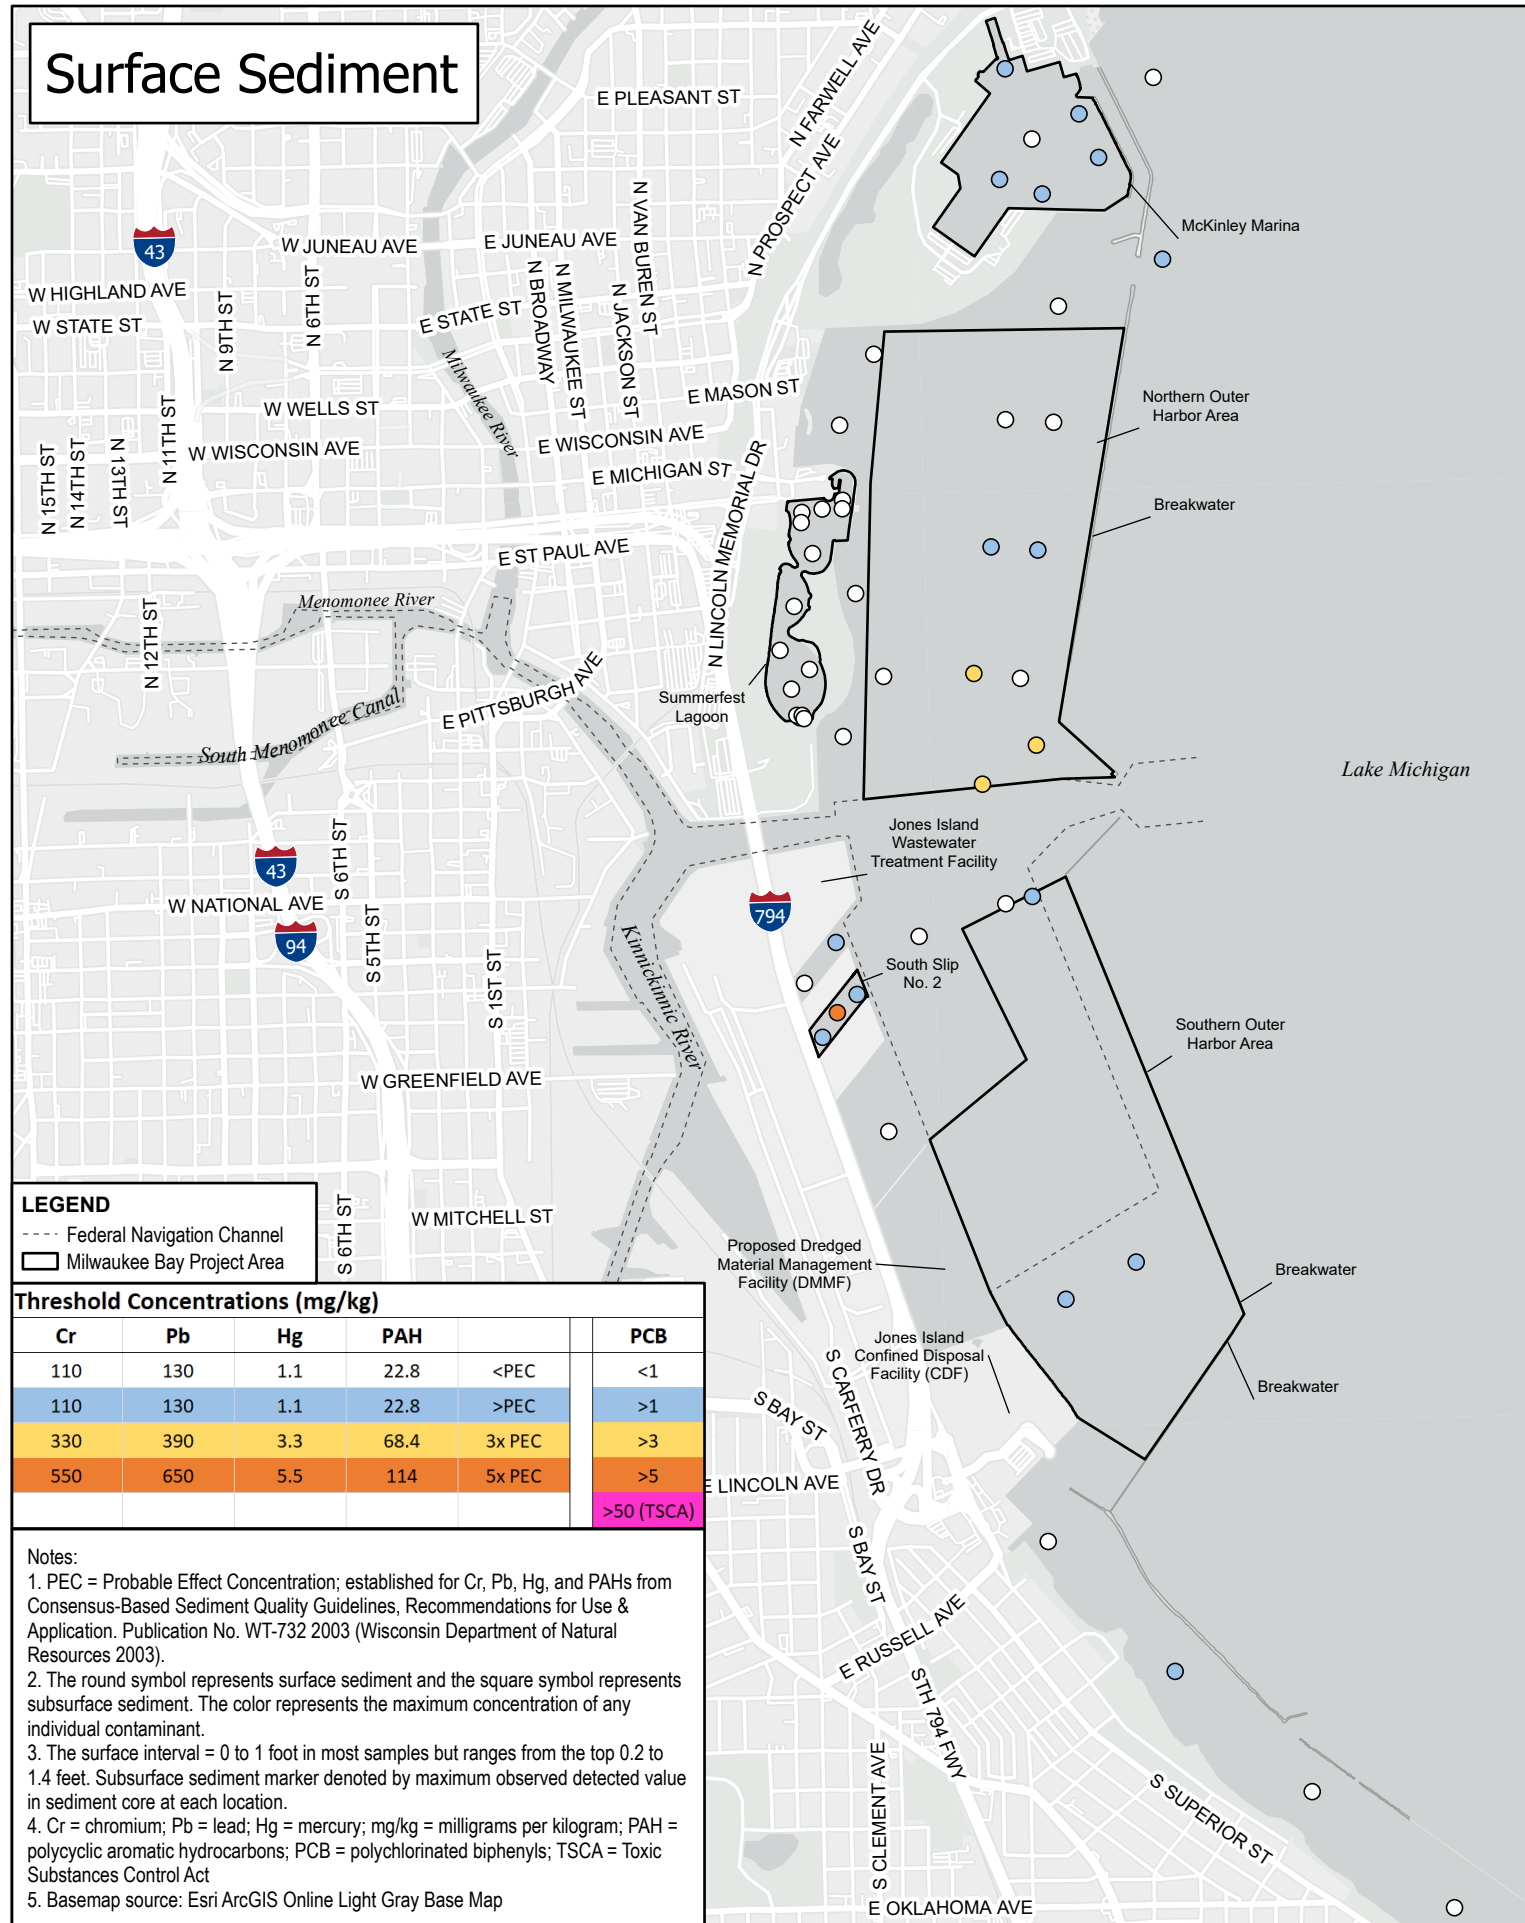 Surface Sediment
E PLEASANT ST
N FARWELL AVE
N PROSPECT AVE
N VAN BUREN ST
McKinley Marina
43
W JUNEAU AVE
E JUNEAU AVE
W HIGHLAND AVE
W STATE ST
N 9TH ST
N 6TH ST
E STATE ST
N BROADWAY
N MILWAUKEE ST
N JACKSON ST
Milwaukee River
E MASON ST
Northern Outer
Harbor Area
W WELLS ST
N 11TH ST
W WISCONSIN AVE
E WISCONSIN AVE
E MICHIGAN ST
N 15TH ST
N 14TH ST
N 13TH ST
N LINCOLN MEMORIAL DR
Breakwater
E ST PAUL AVE
Menomonee River
N 12TH ST
E PITTSBURGH AVE
Summerfest
Lagoon
South Menomonee Canal
Lake Michigan
Jones Island
Wastewater
Treatment Facility
S 6TH ST
43
W NATIONAL AVE
794
94
S 5TH ST
S 1ST ST
Kinnickinnic River
South Slip
No. 2
Southern Outer
Harbor Area
W GREENFIELD AVE
W MITCHELL ST
S 6TH ST
Proposed Dredged
Material Management
Facility (DMMF)
Breakwater
Jones Island
Confined Disposal
Facility (CDF)
Breakwater
S CARFERRY DR
S BAY ST
E LINCOLN AVE
S BAY ST
E RUSSELL AVE
STH 794 FWY
S CLEMENT AVE
S SUPERIOR ST
E OKLAHOMA AVE
LEGEND
Federal Navigation Channel
Milwaukee Bay Project Area
Threshold Concentrations (mg/kg)
Cr Pb Hg PAH PCB
110 130 1.1 22.8 <PEC <1
110 130 1.1 22.8 >PEC >1
330 390 3.3 68.4 3x PEC >3
550 650 5.5 114 5x PEC >5
>50 (TSCA)
Notes:
1. PEC = Probable Effect Concentration; established for Cr, Pb, Hg, and PAHs from
Consensus-Based Sediment Quality Guidelines, Recommendations for Use &
Application. Publication No. WT-732 2003 (Wisconsin Department of Natural
Resources 2003).
2. The round symbol represents surface sediment and the square symbol represents
subsurface sediment. The color represents the maximum concentration of any
individual contaminant.
3. The surface interval = 0 to 1 foot in most samples but ranges from the top 0.2 to
1.4 feet. Subsurface sediment marker denoted by maximum observed detected value
in sediment core at each location.
4. Cr = chromium; Pb = lead; Hg = mercury; mg/kg = milligrams per kilogram; PAH =
polycyclic aromatic hydrocarbons; PCB = polychlorinated biphenyls; TSCA = Toxic
Substances Control Act
5. Basemap source: Esri ArcGIS Online Light Gray Base Map